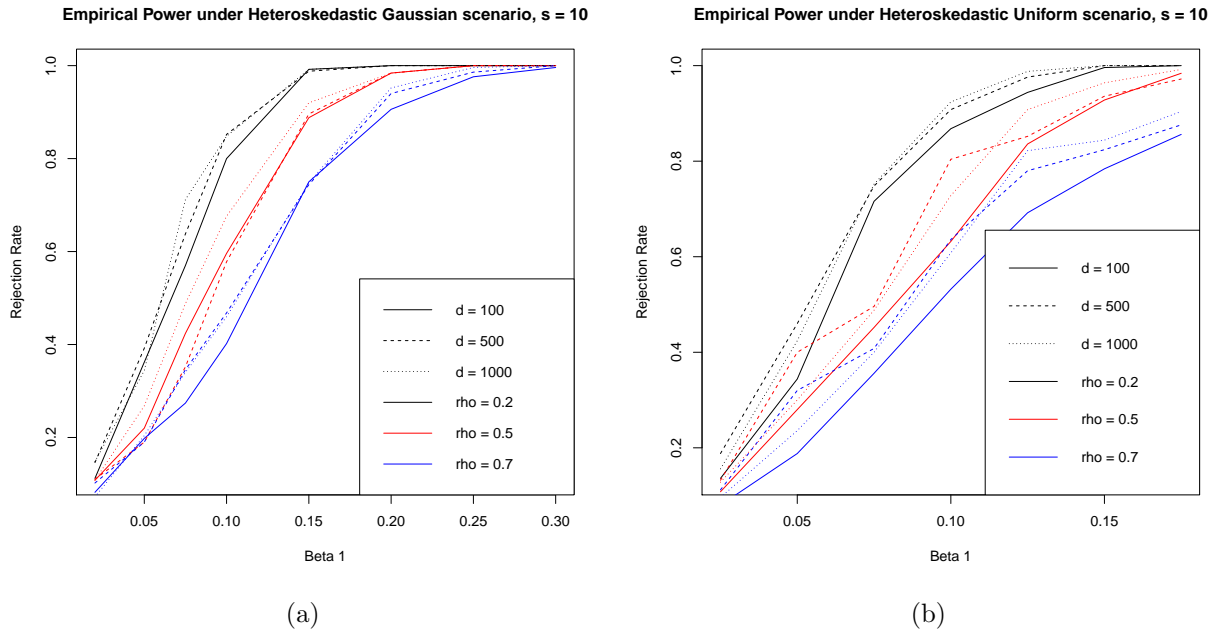 Empirical Power under Heteroskedastic Gaussian scenario, s = 10
Rejection Rate
1.0
0.8
0.6
0.4
0.2
d = 100
d = 500
d = 1000
rho = 0.2
rho = 0.5
rho = 0.7
0.05 0.10 0.15 0.20 0.25 0.30
Beta 1
(a)
Empirical Power under Heteroskedastic Uniform scenario, s = 10
Rejection Rate
1.0
0.8
0.6
0.4
0.2
d = 100
d = 500
d = 1000
rho = 0.2
rho = 0.5
rho = 0.7
0.05 0.10 0.15
Beta 1
(b)